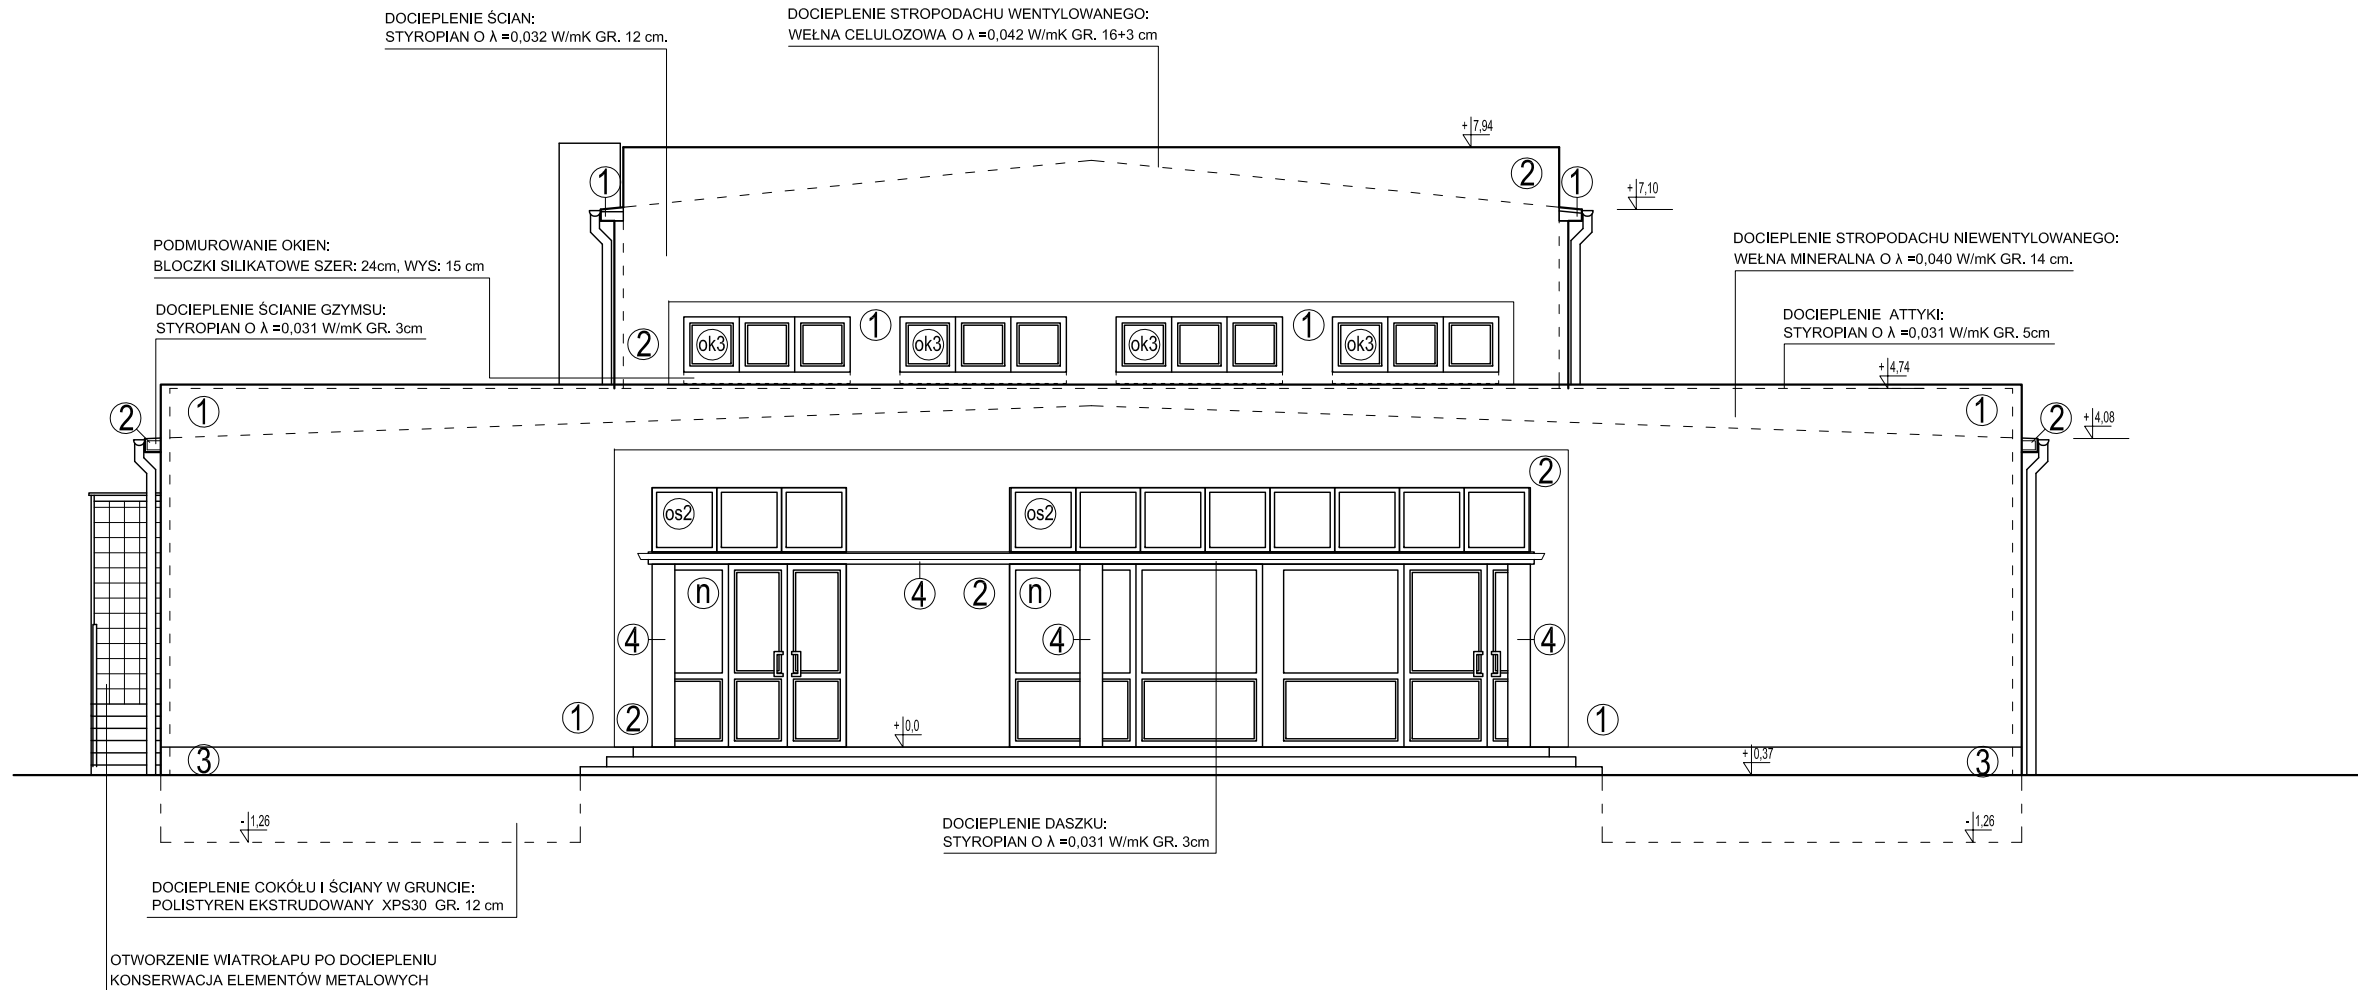 DOCIEPLENIE ŚCIAN:
STYROPIAN O λ =0,032 W/mK GR. 12 cm.
DOCIEPLENIE STROPODACHU WENTYLOWANEGO:
WEŁNA CELULOZOWA O λ =0,042 W/mK GR. 16+3 cm
+ 7,94
1
2
1
+ 7,10
PODMUROWANIE OKIEN:
BLOCZKI SILIKATOWE SZER: 24cm, WYS: 15 cm
DOCIEPLENIE STROPODACHU NIEWENTYLOWANEGO:
WEŁNA MINERALNA O λ =0,040 W/mK GR. 14 cm.
DOCIEPLENIE ŚCIANIE GZYMSU:
STYROPIAN O λ =0,031 W/mK GR. 3cm
DOCIEPLENIE ATTYKI:
STYROPIAN O λ =0,031 W/mK GR. 5cm
2
ok3
1
ok3
ok3
1
ok3
+ 4,74
2
1
1
2
+ 4,08
2
os2
os2
n
4
2
n
4
4
4
1
2
+ 0,0
1
3
+ 0,37
3
- 1,26
- 1,26
DOCIEPLENIE DASZKU:
STYROPIAN O λ =0,031 W/mK GR. 3cm
DOCIEPLENIE COKÓŁU I ŚCIANY W GRUNCIE:
POLISTYREN EKSTRUDOWANY XPS30 GR. 12 cm
OTWORZENIE WIATROŁAPU PO DOCIEPLENIU
KONSERWACJA ELEMENTÓW METALOWYCH